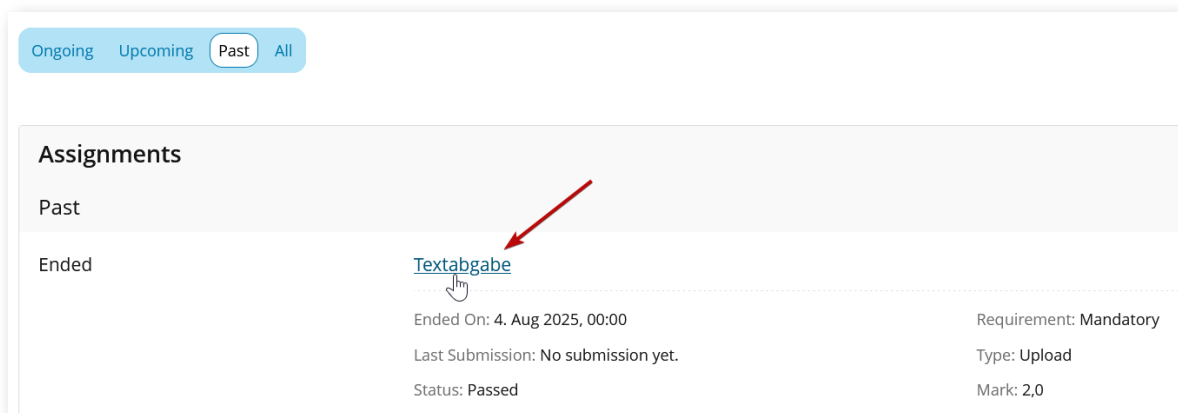 Ongoing Upcoming Past All
Assignments
Past
Ended Textabgabe
Ended On: 4. Aug 2025, 00:00 Requirement: Mandatory
Last Submission: No submission yet. Type: Upload
Status: Passed Mark: 2,0